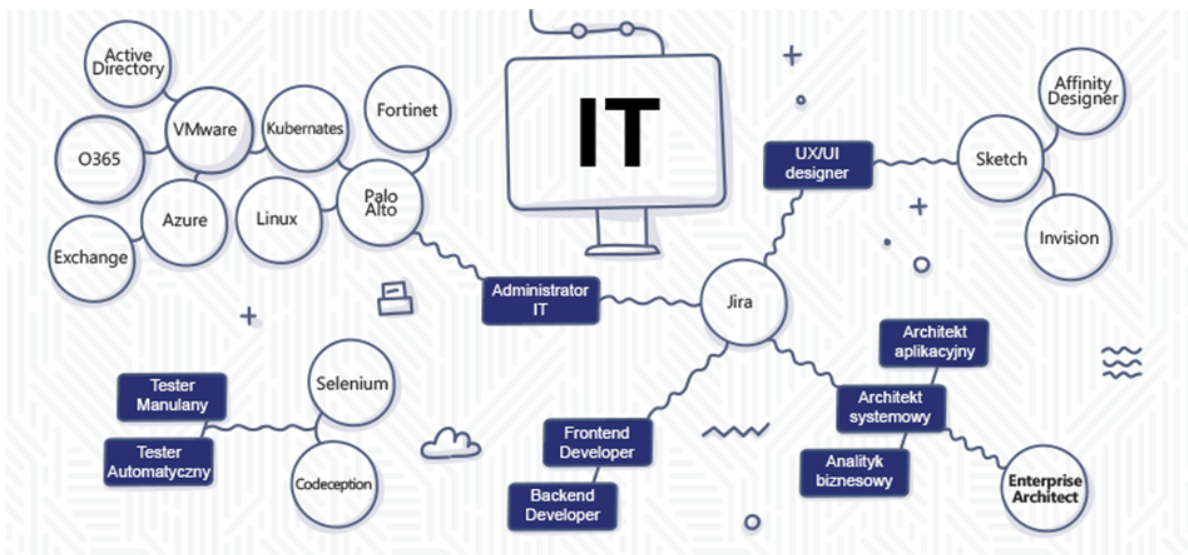 IT
Active
Directory
VMware
Kubernates
Fortinet
O365
Azure
Linux
Palo
Alto
Exchange
UX/UI
designer
Sketch
Affinity
Designer
Invision
Administrator
IT
Jira
Architekt
aplikacyjny
Architekt
systemowy
Analityk
biznesowy
Enterprise
Architect
Frontend
Developer
Backend
Developer
Tester
Manulany
Tester
Automatyczny
Selenium
Codeception